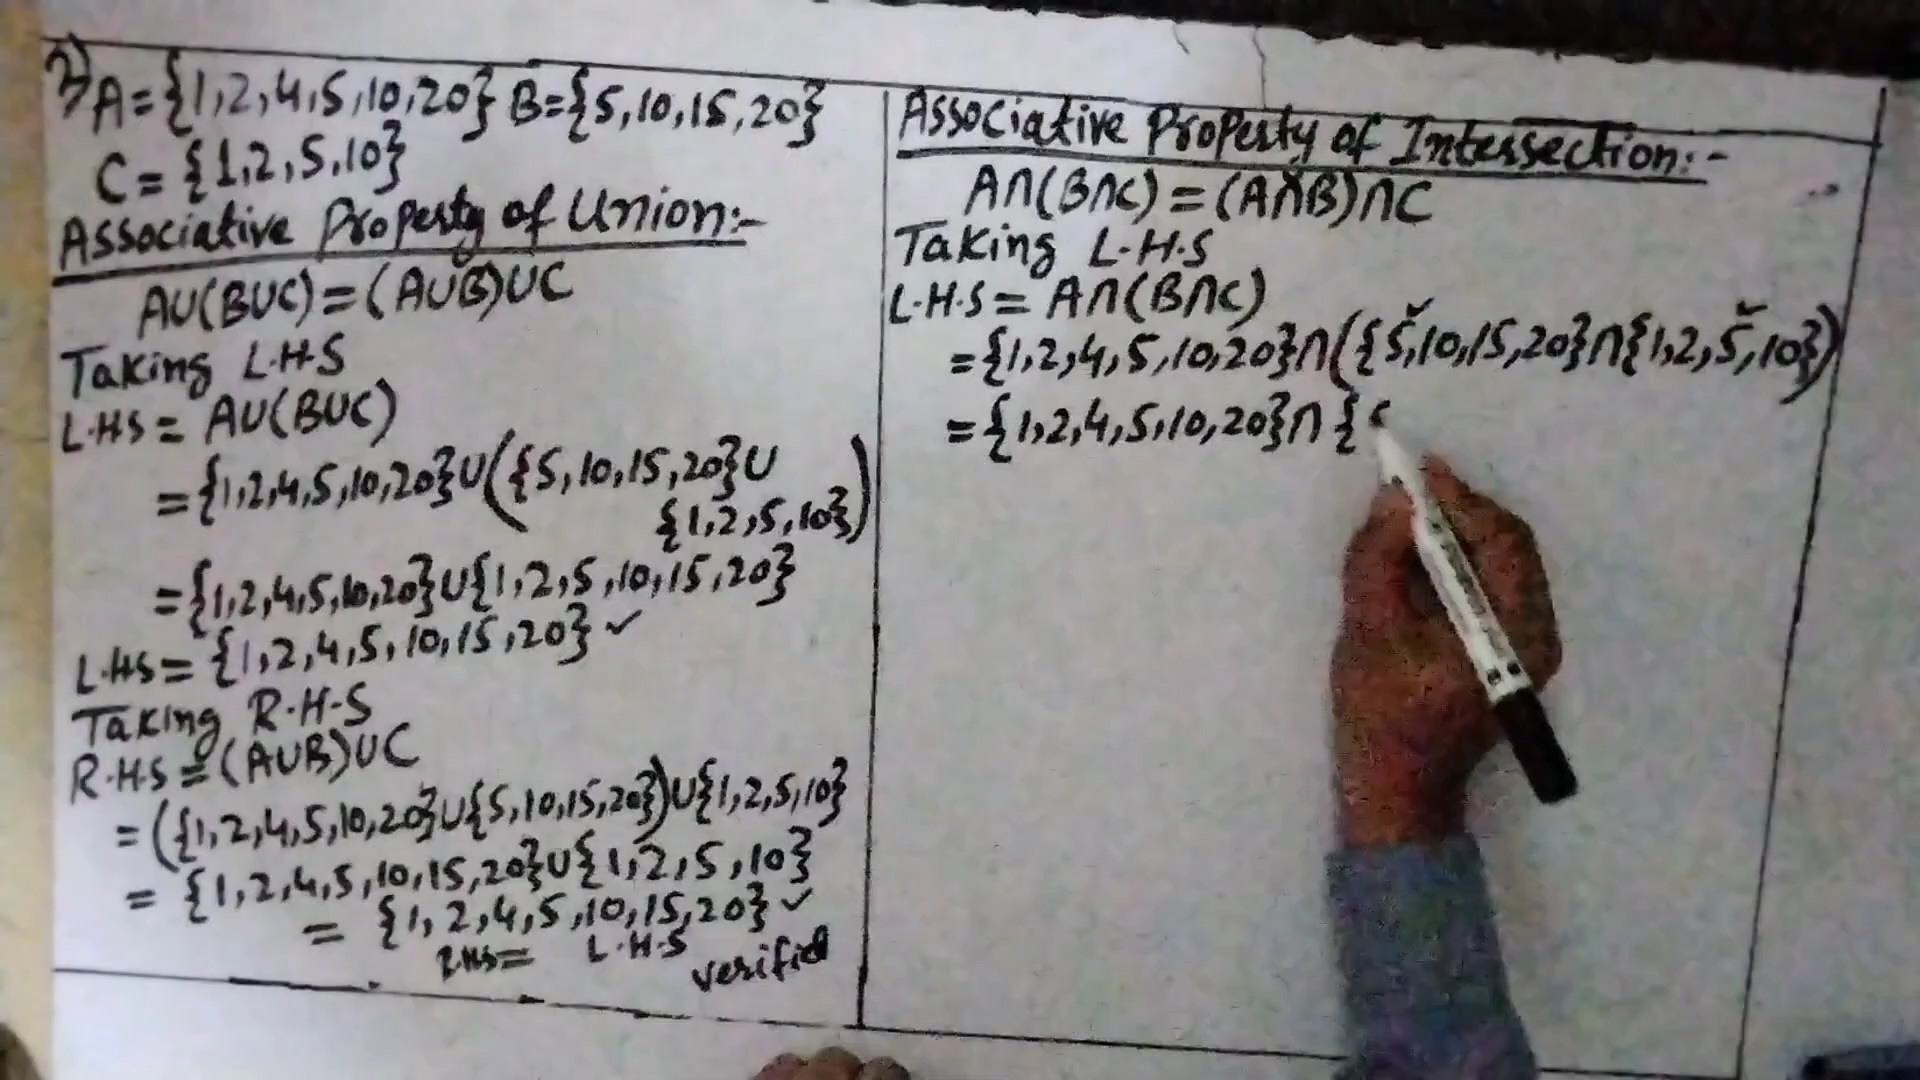 2) A={1,2,4,5,10,20} B={5,10,15,20}
C={1,2,5,10}
Associative Property of Union:-
AU(BUC)=(AUB)UC
Taking L.H.S
L.H.S = AU(BUC)
={1,2,4,5,10,20}U({5,10,15,20}U
{1,2,5,10})
={1,2,4,5,10,20}U{1,2,5,10,15,20}
L.H.S={1,2,4,5,10,15,20}✓
Taking R.H.S
R.H.S=(AUB)UC
=({1,2,4,5,10,20}U{5,10,15,20})U{1,2,5,10}
={1,2,4,5,10,15,20}U{1,2,5,10}
={1,2,4,5,10,15,20}✓
R.H.S= L.H.S verified
Associative Property of Intersection:-
A∩(B∩C)=(A∩B)∩C
Taking L.H.S
L.H.S= A∩(B∩C)
={1,2,4,5,10,20}∩({5,10,15,20}∩{1,2,5,10})
={1,2,4,5,10,20}∩{5